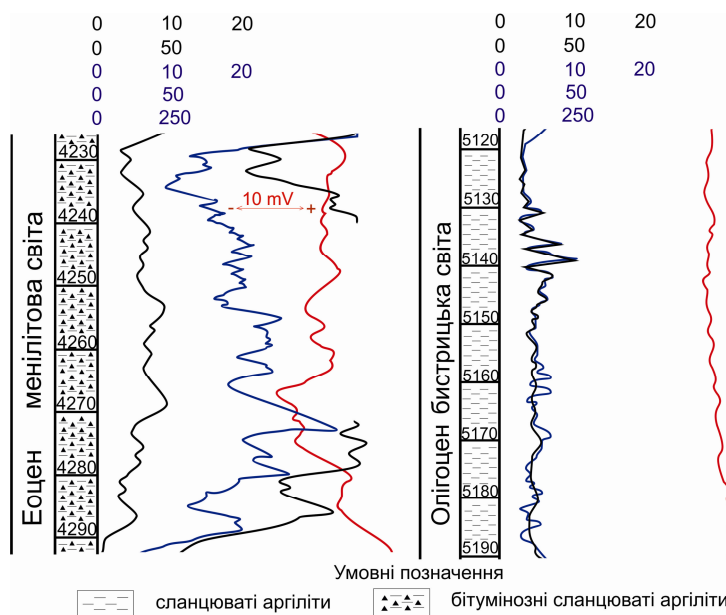 0 10 20
0 50
0 10 20
0 50
0 250
0 10 20
0 50
0 10 20
0 50
0 250
Еоцен менілітова світа
4230
4240
4250
4260
4270
4280
4290
- 10 mV +
Олігоцен бистрицька світа
5120
5130
5140
5150
5160
5170
5180
5190
Умовні позначення
сланцюваті аргіліти
бітумінозні сланцюваті аргіліти